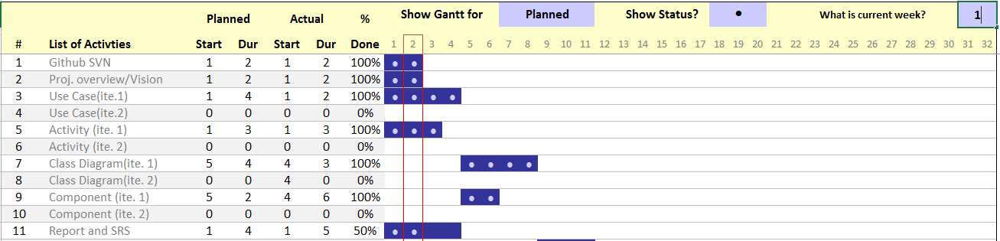 Planned Actual % Show Gantt for Planned Show Status? ● What is current week? 1
# List of Activties Start Dur Start Dur Done 1 2 3 4 5 6 7 8 9 10 11 12 13 14 15 16 17 18 19 20 21 22 23 24 25 26 27 28 29 30 31 32
1 Github SVN 1 2 1 2 100%
2 Proj. overview/Vision 1 2 1 2 100%
3 Use Case(ite.1) 1 4 1 2 100%
4 Use Case(ite.2) 0 0 0 0 0%
5 Activity (ite. 1) 1 3 1 3 100%
6 Activity (ite. 2) 0 0 0 0 0%
7 Class Diagram(ite. 1) 5 4 4 3 100%
8 Class Diagram(ite. 2) 0 0 4 0 0%
9 Component (ite. 1) 5 2 4 6 100%
10 Component (ite. 2) 0 0 0 0 0%
11 Report and SRS 1 4 1 5 50%